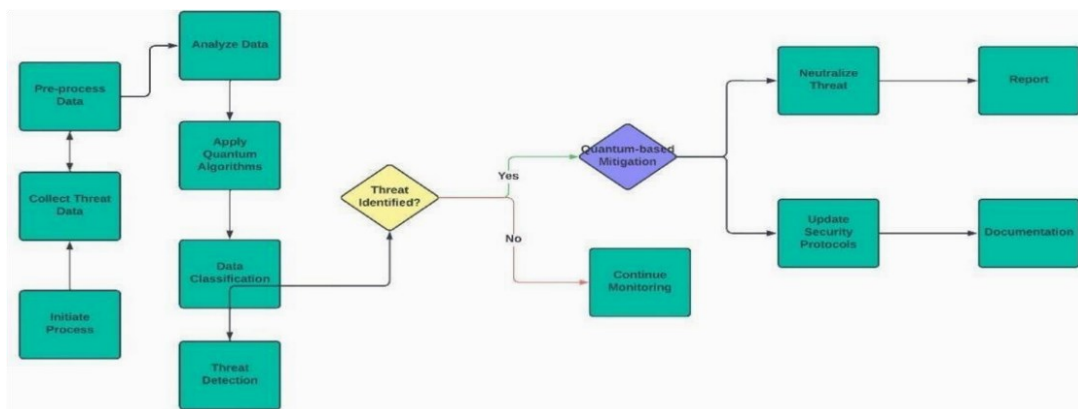 Analyze Data
Pre-process
Data
Apply
Quantum
Algorithms
Collect Threat
Data
Data
Classification
Initiate
Process
Threat
Detection
Threat
Identified?
Yes
No
Quantum-based
Mitigation
Continue
Monitoring
Neutralize
Threat
Report
Update
Security
Protocols
Documentation